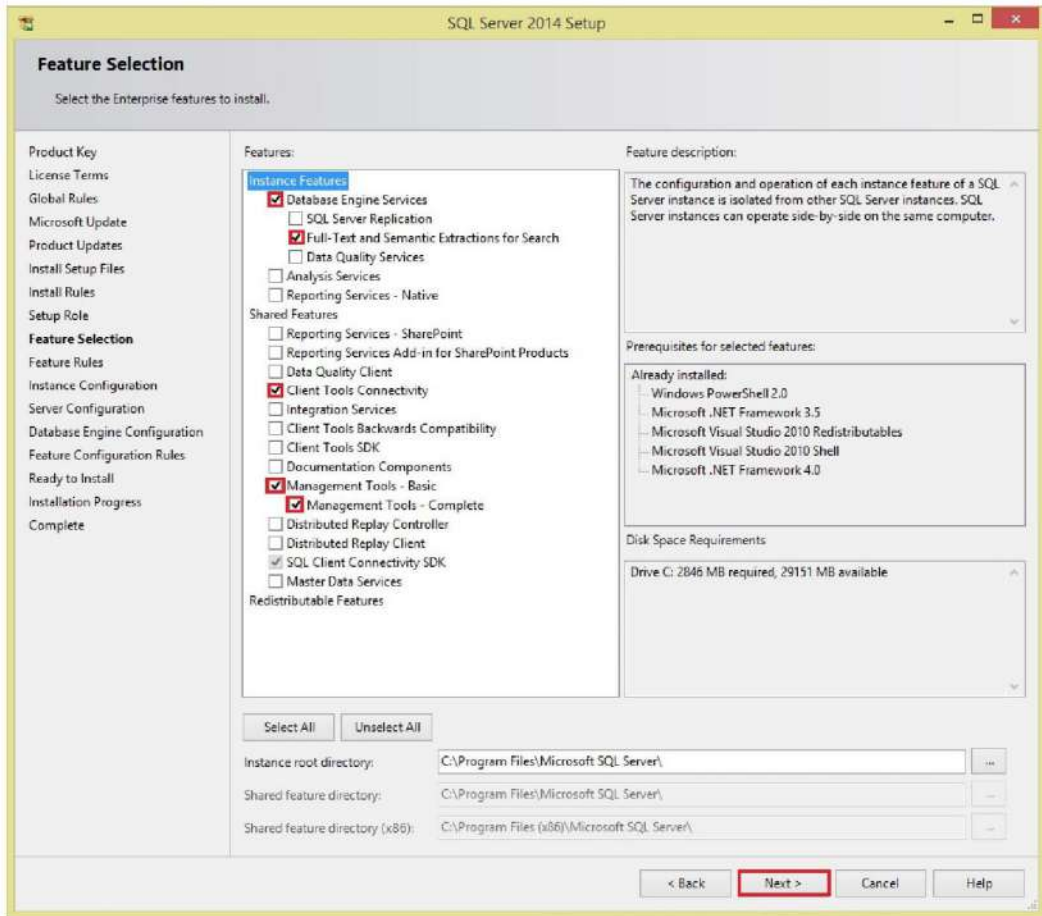 SQL Server 2014 Setup
Feature Selection
Select the Enterprise features to install.
Product Key
License Terms
Global Rules
Microsoft Update
Product Updates
Install Setup Files
Install Rules
Setup Role
Feature Selection
Feature Rules
Instance Configuration
Server Configuration
Database Engine Configuration
Feature Configuration Rules
Ready to Install
Installation Progress
Complete
Features:
Instance Features
Database Engine Services
SQL Server Replication
Full-Text and Semantic Extractions for Search
Data Quality Services
Analysis Services
Reporting Services - Native
Shared Features
Reporting Services - SharePoint
Reporting Services Add-in for SharePoint Products
Data Quality Client
Client Tools Connectivity
Integration Services
Client Tools Backwards Compatibility
Client Tools SDK
Documentation Components
Management Tools - Basic
Management Tools - Complete
Distributed Replay Controller
Distributed Replay Client
SQL Client Connectivity SDK
Master Data Services
Redistributable Features
Feature description:
The configuration and operation of each instance feature of a SQL
Server instance is isolated from other SQL Server instances. SQL
Server instances can operate side-by-side on the same computer.
Prerequisites for selected features:
Already installed:
Windows PowerShell 2.0
Microsoft .NET Framework 3.5
Microsoft Visual Studio 2010 Redistributables
Microsoft Visual Studio 2010 Shell
Microsoft .NET Framework 4.0
Disk Space Requirements
Drive C: 2846 MB required, 29151 MB available
Select All
Unselect All
Instance root directory:
C:\Program Files\Microsoft SQL Server\
...
Shared feature directory:
C:\Program Files\Microsoft SQL Server\
...
Shared feature directory (x86):
C:\Program Files (x86)\Microsoft SQL Server\
...
< Back
Next >
Cancel
Help